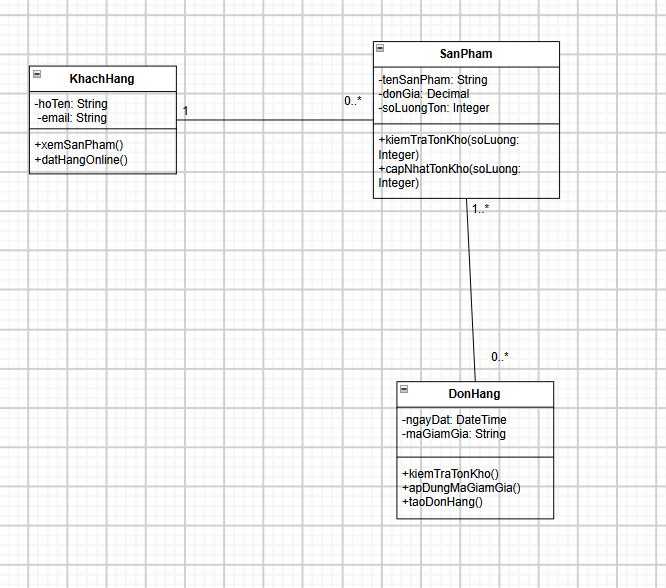 KhachHang
-hoTen: String
-email: String
+xemSanPham()
+datHangOnline()
1
0..*
SanPham
-tenSanPham: String
-donGia: Decimal
-soLuongTon: Integer
+kiemTraTonKho(soLuong:
Integer)
+capNhatTonKho(soLuong:
Integer)
1..*
0..*
DonHang
-ngayDat: DateTime
-maGiamGia: String
+kiemTraTonKho()
+apDungMaGiamGia()
+taoDonHang()